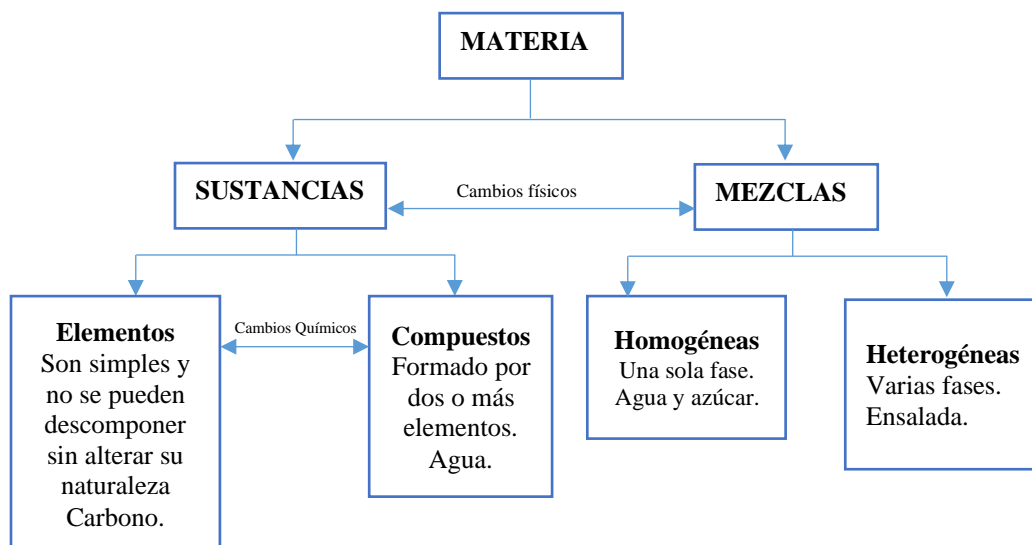 MATERIA
SUSTANCIAS
Cambios físicos
MEZCLAS
Elementos
Son simples y
no se pueden
descomponer
sin alterar su
naturaleza
Carbono.
Cambios Químicos
Compuestos
Formado por
dos o más
elementos.
Agua.
Homogéneas
Una sola fase.
Agua y azúcar.
Heterogéneas
Varias fases.
Ensalada.